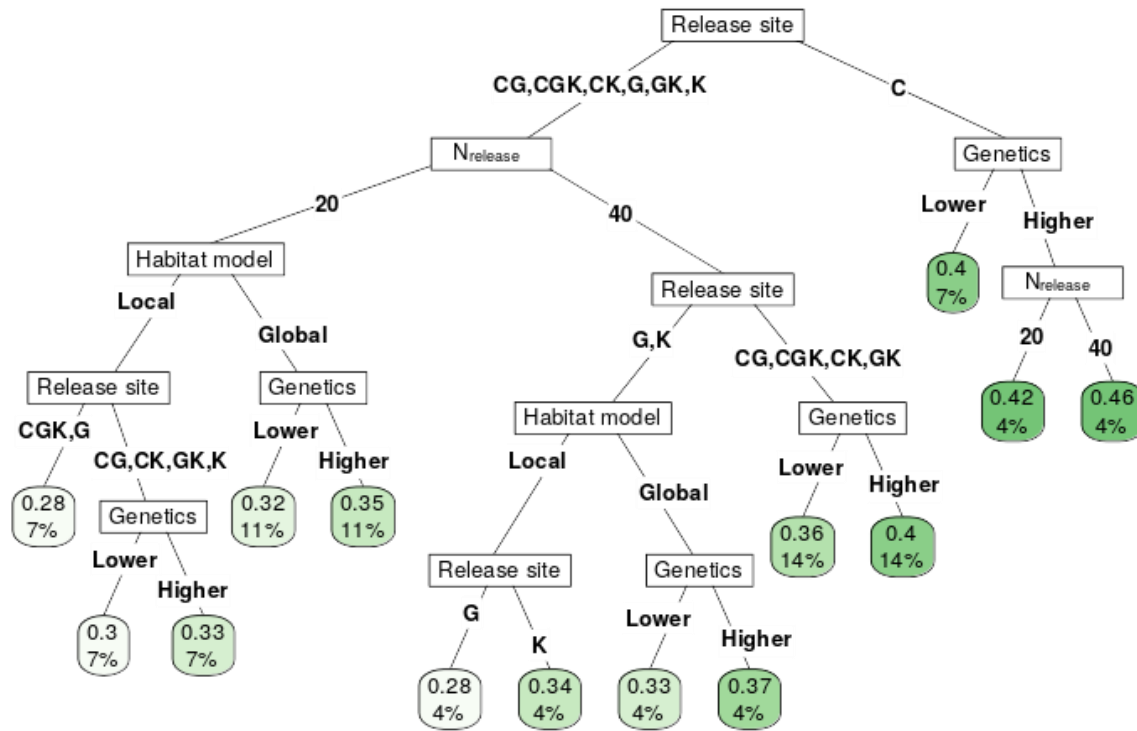 Release site
CG,CGK,CK,G,GK,K
C
Nrelease
Genetics
20
40
Lower
Higher
Habitat model
Release site
0.4
7%
Nrelease
Local
Global
G,K
CG,CGK,CK,GK
20
40
Release site
Genetics
Habitat model
Genetics
0.42
4%
0.46
4%
CGK,G
CG,CK,GK,K
Lower
Higher
Local
Global
Lower
Higher
0.28
7%
Genetics
0.32
11%
0.35
11%
0.36
14%
0.4
14%
Lower
Higher
Release site
Genetics
G
K
Lower
Higher
0.3
7%
0.33
7%
0.28
4%
0.34
4%
0.33
4%
0.37
4%